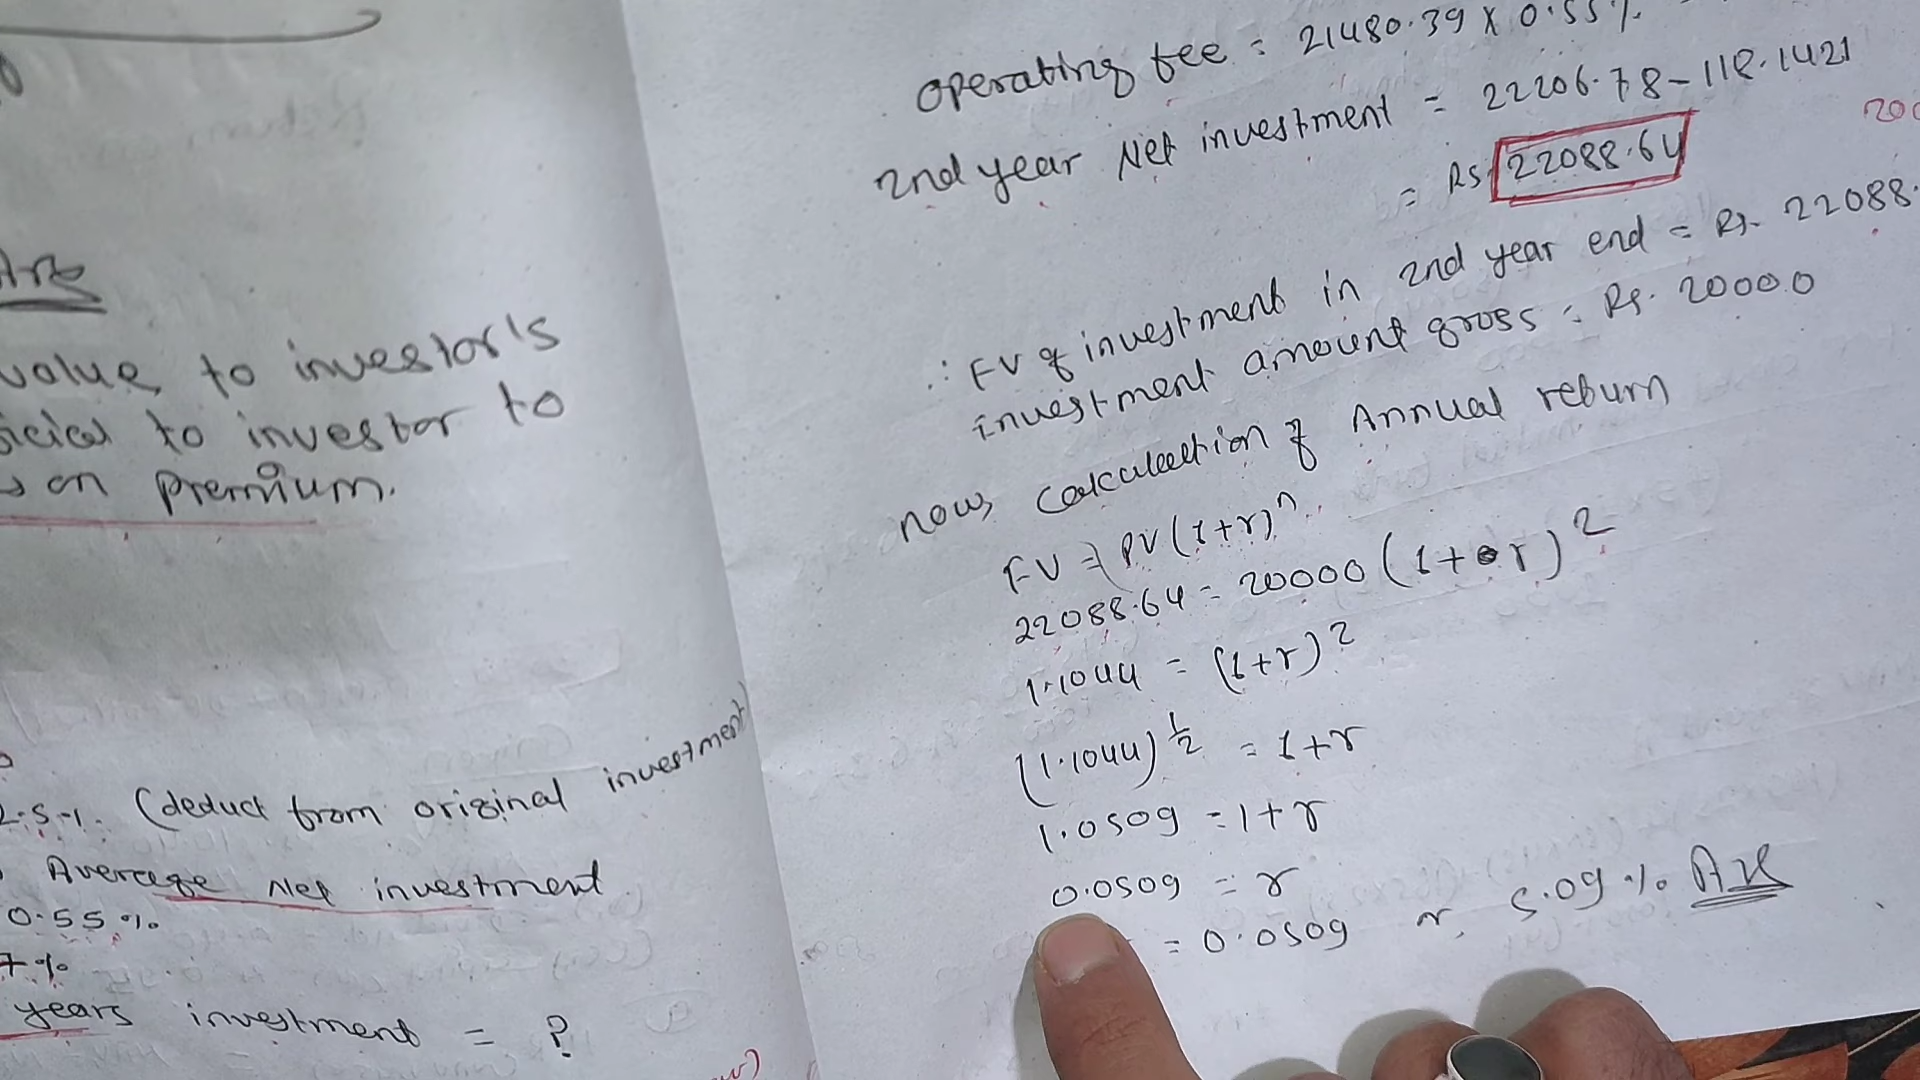 Ans
value to investor's
to investor to
on premium.
2.5%. (deduct from original investment)
Average Net investment
0.55%
7%
years investment = ?
operating fee = 21480.39 X 0.55%
2nd year Net investment = 22206.78 - 118.1421
= Rs. 22088.64
200
∴ FV of investment in 2nd year end = Rs. 22088.
investment amount gross = Rs. 20000
now, calculation of Annual return
FV = PV (1+r)ⁿ
22088.64 = 20000 (1+r)²
1.1044 = (1+r)²
(1.1044)^½ = 1+r
1.0509 = 1+r
0.0509 = r
= 0.0509 or 5.09% Ans